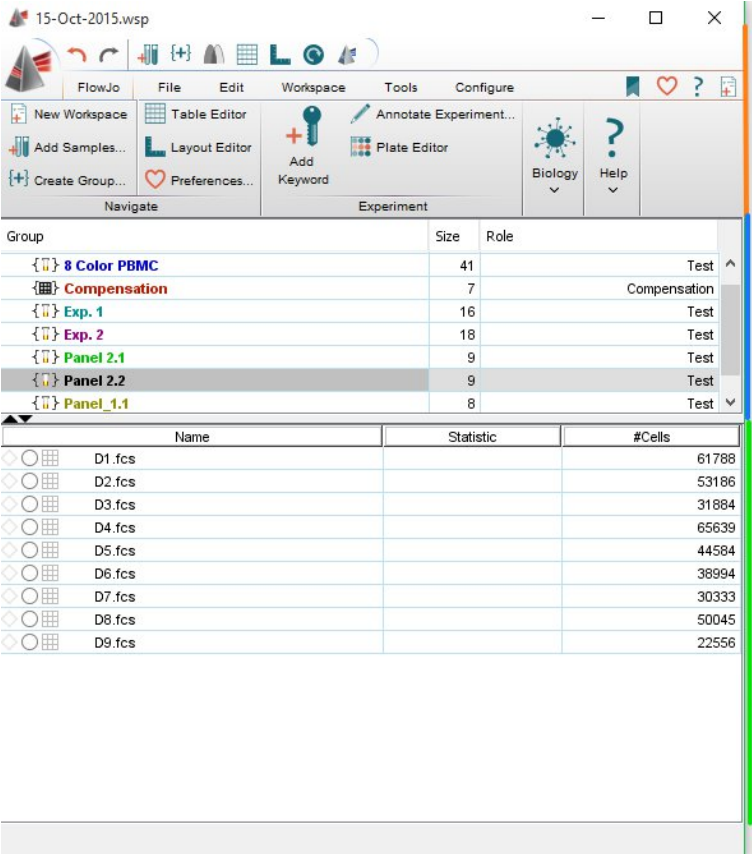 15-Oct-2015.wsp
FlowJo File Edit Workspace Tools Configure
New Workspace
Add Samples...
Create Group...
Table Editor
Layout Editor
Preferences...
Navigate
Add
Keyword
Annotate Experiment...
Plate Editor
Experiment
Biology
Help
Group Size Role
8 Color PBMC 41 Test
Compensation 7 Compensation
Exp. 1 16 Test
Exp. 2 18 Test
Panel 2.1 9 Test
Panel 2.2 9 Test
Panel_1.1 8 Test
Name Statistic #Cells
D1.fcs 61788
D2.fcs 53186
D3.fcs 31884
D4.fcs 65639
D5.fcs 44584
D6.fcs 38994
D7.fcs 30333
D8.fcs 50045
D9.fcs 22556